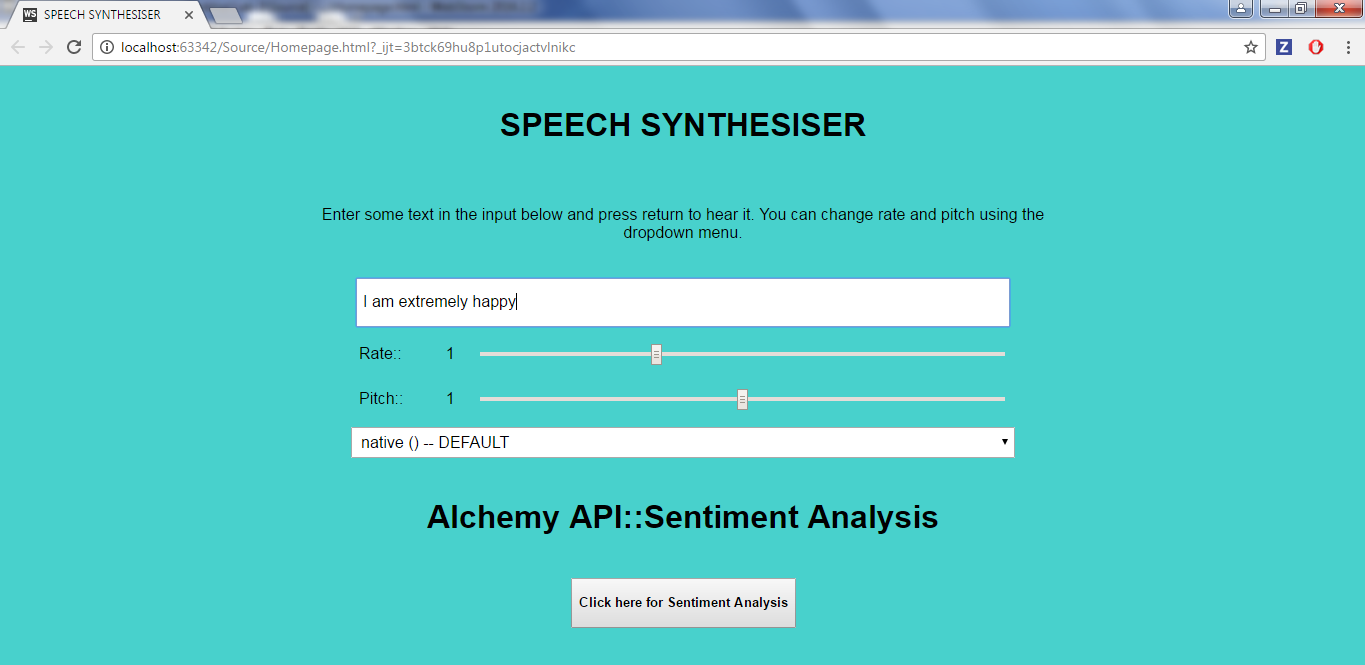 WS SPEECH SYNTHESISER
localhost:63342/Source/Homepage.html?_ijt=3btck69hu8p1utocjactvlnikc
Z
SPEECH SYNTHESISER
Enter some text in the input below and press return to hear it. You can change rate and pitch using the
dropdown menu.
I am extremely happy
Rate:: 1
Pitch:: 1
native () -- DEFAULT
Alchemy API::Sentiment Analysis
Click here for Sentiment Analysis